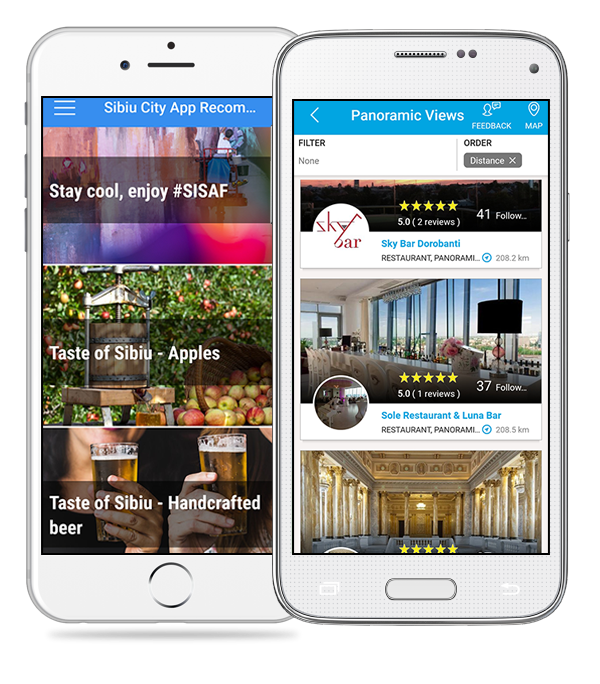 Sibiu City App Recom...
Stay cool, enjoy #SISAF
Taste of Sibiu - Apples
Taste of Sibiu - Handcrafted
beer
Panoramic Views
FEEDBACK
MAP
FILTER
None
ORDER
Distance ✕
sky
bar
5.0 ( 2 reviews )
41 Follow...
Sky Bar Dorobanti
RESTAURANT, PANORAMI... 208.2 km
5.0 ( 1 reviews )
37 Follow...
Sole Restaurant & Luna Bar
RESTAURANT, PANORAMI... 208.5 km